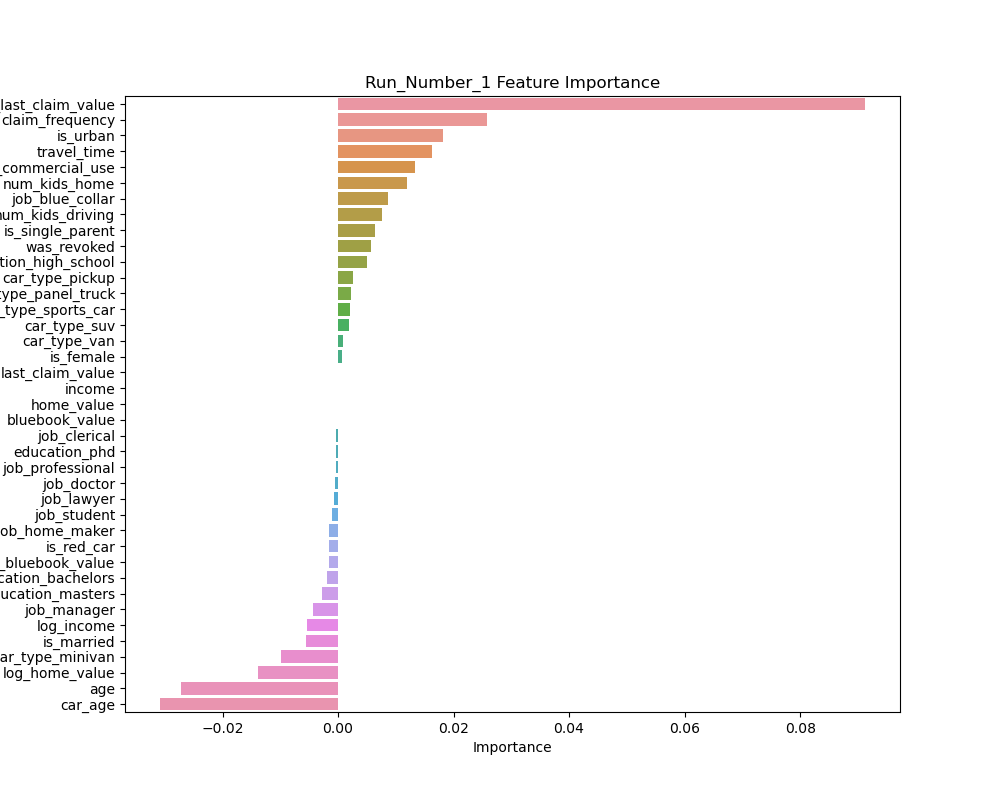 Run_Number_1 Feature Importance
last_claim_value
claim_frequency
is_urban
travel_time
_commercial_use
num_kids_home
job_blue_collar
num_kids_driving
is_single_parent
was_revoked
tion_high_school
car_type_pickup
type_panel_truck
_type_sports_car
car_type_suv
car_type_van
is_female
last_claim_value
income
home_value
bluebook_value
job_clerical
education_phd
job_professional
job_doctor
job_lawyer
job_student
ob_home_maker
is_red_car
_bluebook_value
cation_bachelors
ucation_masters
job_manager
log_income
is_married
ar_type_minivan
log_home_value
age
car_age
−0.02 0.00 0.02 0.04 0.06 0.08
Importance